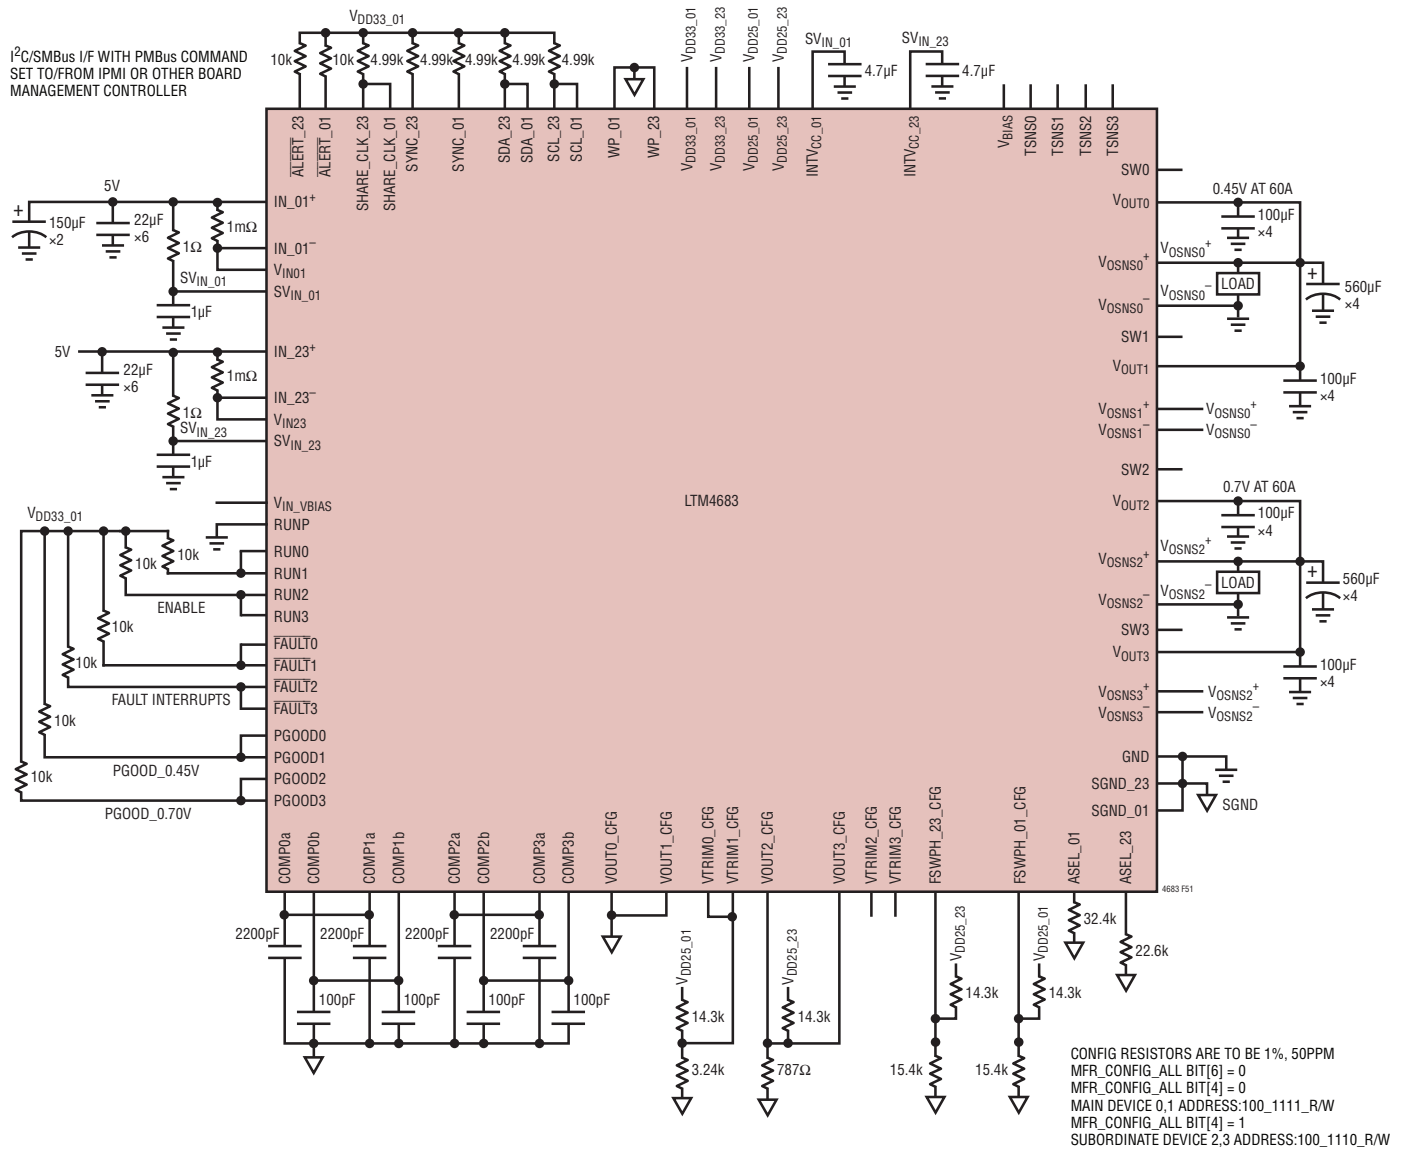 I2C/SMBus I/F WITH PMBus COMMAND
SET TO/FROM IPMI OR OTHER BOARD
MANAGEMENT CONTROLLER
VDD33_01
10k
10k
4.99k
4.99k
4.99k
4.99k
4.99k
VDD33_01
VDD33_23
VDD25_01
VDD25_23
SVIN_01
4.7µF
SVIN_23
4.7µF
ALERT_23
ALERT_01
SHARE_CLK_23
SHARE_CLK_01
SYNC_23
SYNC_01
SDA_23
SDA_01
SCL_23
SCL_01
WP_01
WP_23
VDD33_01
VDD33_23
VDD25_01
VDD25_23
INTVCC_01
INTVCC_23
VBIAS
TSNS0
TSNS1
TSNS2
TSNS3
5V
+
150µF
×2
22µF
×6
1Ω
1mΩ
SVIN_01
1µF
IN_01+
IN_01−
VIN01
SVIN_01
5V
22µF
×6
1Ω
1mΩ
SVIN_23
1µF
IN_23+
IN_23−
VIN23
SVIN_23
VIN_VBIAS
RUNP
RUN0
RUN1
RUN2
RUN3
FAULT0
FAULT1
FAULT2
FAULT3
PGOOD0
PGOOD1
PGOOD2
PGOOD3
VDD33_01
10k
10k
ENABLE
10k
10k
FAULT INTERRUPTS
10k
PGOOD_0.45V
10k
PGOOD_0.70V
LTM4683
SW0
VOUT0
VOSNS0+
VOSNS0−
SW1
VOUT1
VOSNS1+
VOSNS1−
SW2
VOUT2
VOSNS2+
VOSNS2−
SW3
VOUT3
VOSNS3+
VOSNS3−
GND
SGND_23
SGND_01
0.45V AT 60A
100µF
×4
VOSNS0+
LOAD
VOSNS0−
+
560µF
×4
100µF
×4
VOSNS0+
VOSNS0−
0.7V AT 60A
100µF
×4
VOSNS2+
LOAD
VOSNS2−
+
560µF
×4
100µF
×4
VOSNS2+
VOSNS2−
SGND
COMP0a
COMP0b
COMP1a
COMP1b
COMP2a
COMP2b
COMP3a
COMP3b
VOUT0_CFG
VOUT1_CFG
VTRIM0_CFG
VTRIM1_CFG
VOUT2_CFG
VOUT3_CFG
VTRIM2_CFG
VTRIM3_CFG
FSWPH_23_CFG
FSWPH_01_CFG
ASEL_01
ASEL_23
4683 F51
2200pF
2200pF
2200pF
2200pF
100pF
100pF
100pF
100pF
VDD25_01
14.3k
3.24k
VDD25_23
14.3k
787Ω
VDD25_23
14.3k
15.4k
VDD25_01
14.3k
15.4k
32.4k
22.6k
CONFIG RESISTORS ARE TO BE 1%, 50PPM
MFR_CONFIG_ALL BIT[6] = 0
MFR_CONFIG_ALL BIT[4] = 0
MAIN DEVICE 0,1 ADDRESS:100_1111_R/W
MFR_CONFIG_ALL BIT[4] = 1
SUBORDINATE DEVICE 2,3 ADDRESS:100_1110_R/W